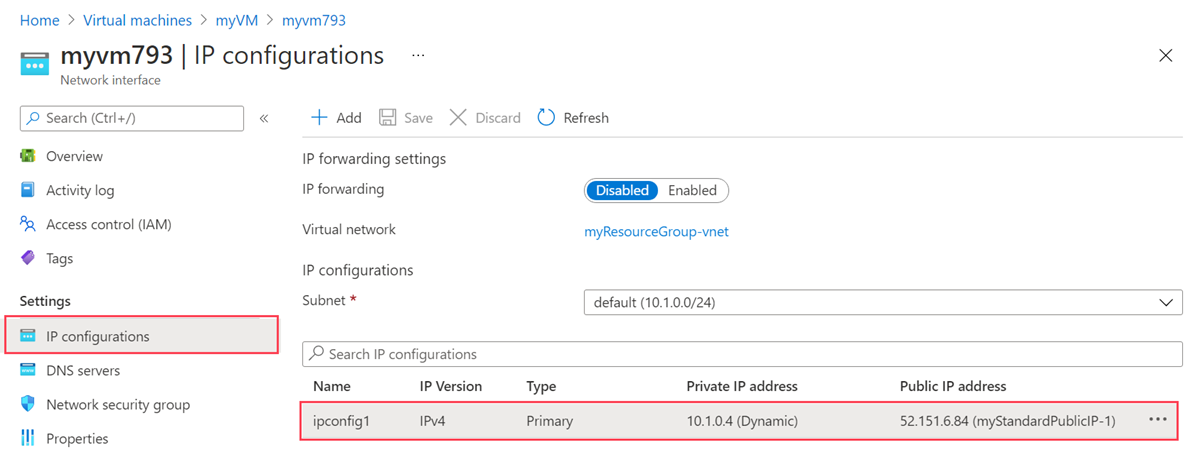 Home > Virtual machines > myVM > myvm793
myvm793 | IP configurations ...
Network interface
Search (Ctrl+/) «
Overview
Activity log
Access control (IAM)
Tags
Settings
IP configurations
DNS servers
Network security group
Properties
+ Add Save Discard Refresh
IP forwarding settings
IP forwarding Disabled Enabled
Virtual network myResourceGroup-vnet
IP configurations
Subnet * default (10.1.0.0/24)
Search IP configurations
Name IP Version Type Private IP address Public IP address
ipconfig1 IPv4 Primary 10.1.0.4 (Dynamic) 52.151.6.84 (myStandardPublicIP-1) ...